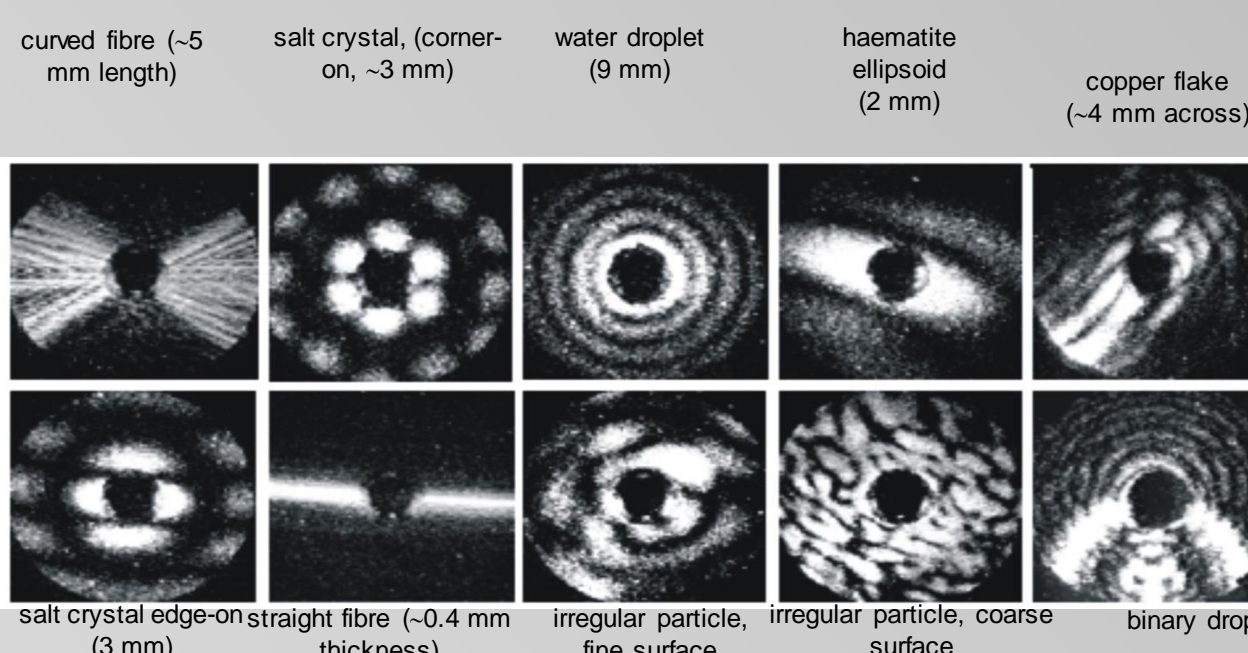 curved fibre (~5
mm length)
salt crystal, (corner-
on, ~3 mm)
water droplet
(9 mm)
haematite
ellipsoid
(2 mm)
copper flake
(~4 mm across)
salt crystal edge-on
(3 mm)
straight fibre (~0.4 mm
thickness)
irregular particle,
fine surface
irregular particle, coarse
surface
binary drop